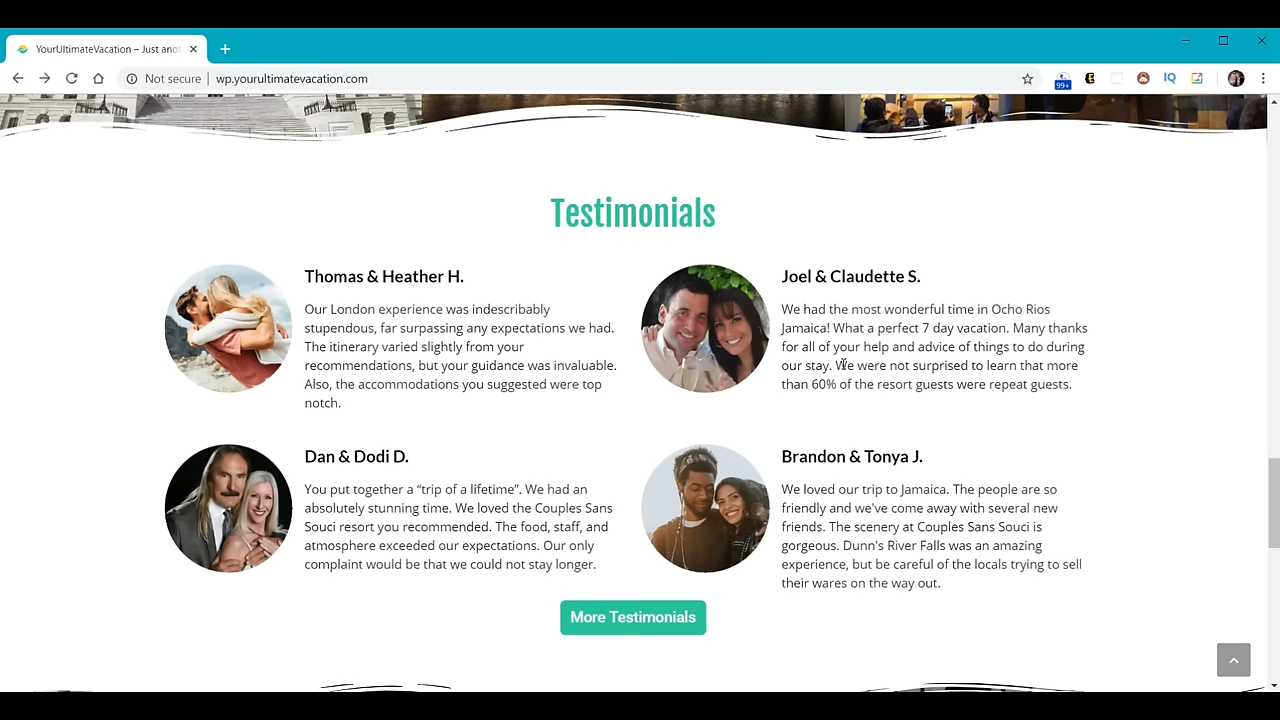 YourUltimateVacation – Just ano
Not secure
wp.yourultimatevacation.com
99+
IQ
Testimonials
Thomas & Heather H.
Our London experience was indescribably
stupendous, far surpassing any expectations we had.
The itinerary varied slightly from your
recommendations, but your guidance was invaluable.
Also, the accommodations you suggested were top
notch.
Joel & Claudette S.
We had the most wonderful time in Ocho Rios
Jamaica! What a perfect 7 day vacation. Many thanks
for all of your help and advice of things to do during
our stay. We were not surprised to learn that more
than 60% of the resort guests were repeat guests.
Dan & Dodi D.
You put together a “trip of a lifetime”. We had an
absolutely stunning time. We loved the Couples Sans
Souci resort you recommended. The food, staff, and
atmosphere exceeded our expectations. Our only
complaint would be that we could not stay longer.
Brandon & Tonya J.
We loved our trip to Jamaica. The people are so
friendly and we've come away with several new
friends. The scenery at Couples Sans Souci is
gorgeous. Dunn's River Falls was an amazing
experience, but be careful of the locals trying to sell
their wares on the way out.
More Testimonials